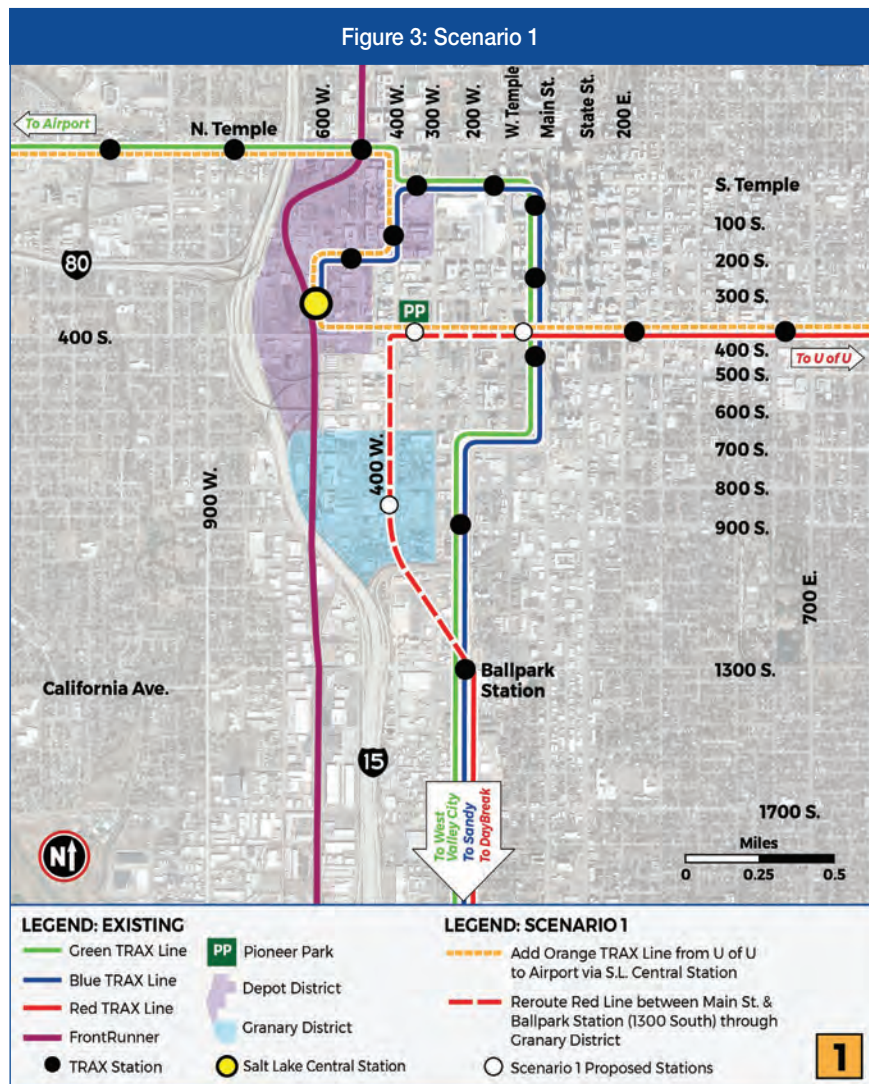 Figure 3: Scenario 1
To Airport
N. Temple
600 W.
400 W.
300 W.
200 W.
W. Temple
Main St.
State St.
200 E.
S. Temple
100 S.
200 S.
300 S.
80
PP
400 S.
400 S.
To U of U
500 S.
600 S.
700 S.
800 S.
900 S.
900 W.
400 W.
700 E.
Ballpark
Station
1300 S.
California Ave.
15
To West
Valley City
To Sandy
To DayBreak
1700 S.
N
Miles
0 0.25 0.5
LEGEND: EXISTING
Green TRAX Line
Blue TRAX Line
Red TRAX Line
FrontRunner
TRAX Station
PP Pioneer Park
Depot District
Granary District
Salt Lake Central Station
LEGEND: SCENARIO 1
Add Orange TRAX Line from U of U
to Airport via S.L. Central Station
Reroute Red Line between Main St. &
Ballpark Station (1300 South) through
Granary District
Scenario 1 Proposed Stations
1